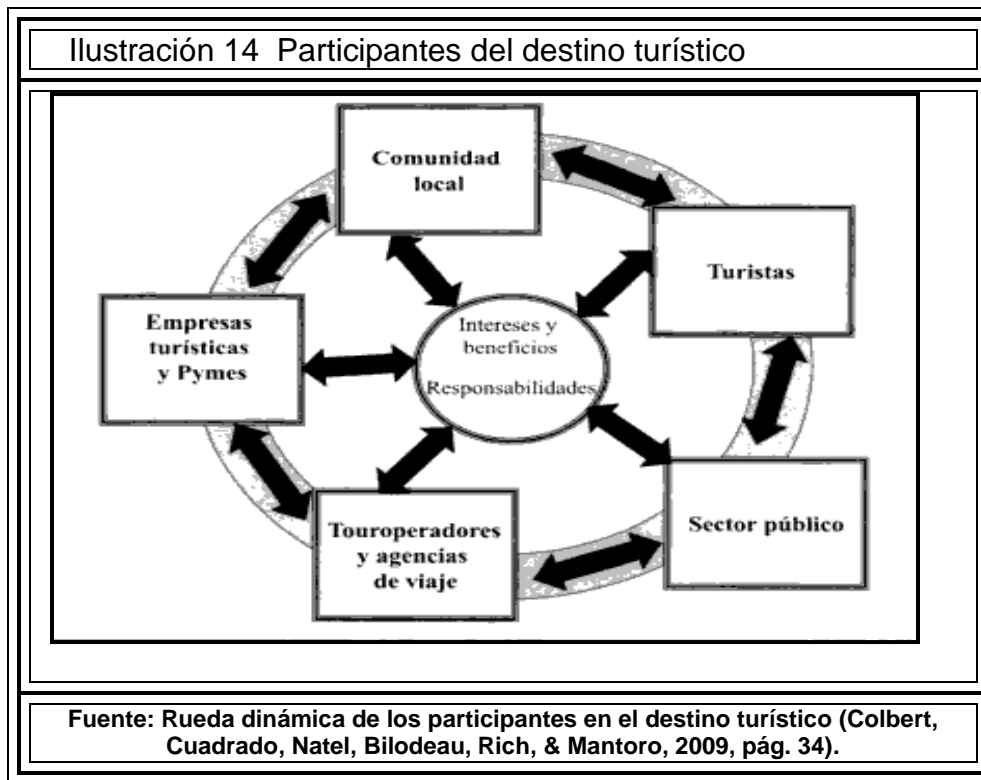 Ilustración 14 Participantes del destino turístico
Comunidad
local
Turistas
Empresas
turísticas
y Pymes
Intereses y
beneficios
Responsabilidades
Touroperadores
y agencias
de viaje
Sector público
Fuente: Rueda dinámica de los participantes en el destino turístico (Colbert,
Cuadrado, Natel, Bilodeau, Rich, & Mantoro, 2009, pág. 34).